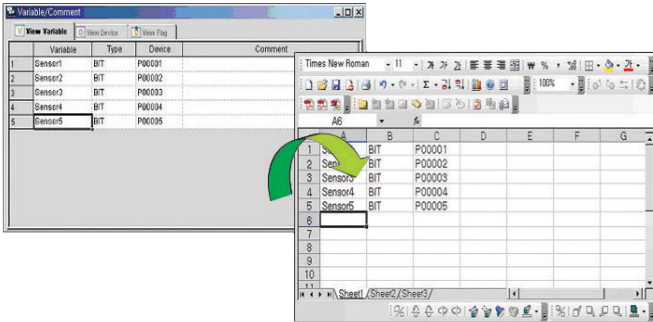 Variable/Comment
V View Variable D View Device View Flag
Variable Type Device Comment
1 Sensor1 BIT P00001
2 Sensor2 BIT P00002
3 Sensor3 BIT P00003
4 Sensor4 BIT P00004
5 Sensor5 BIT P00005
Times New Roman 11 가 가 가 ₩ %
100%
A6 fx
A B C D E F G
1 BIT P00001
2 BIT P00002
3 Sensor3 BIT P00003
4 Sensor4 BIT P00004
5 Sensor5 BIT P00005
6
7
8
9
10
11
Sheet1 Sheet2 Sheet3